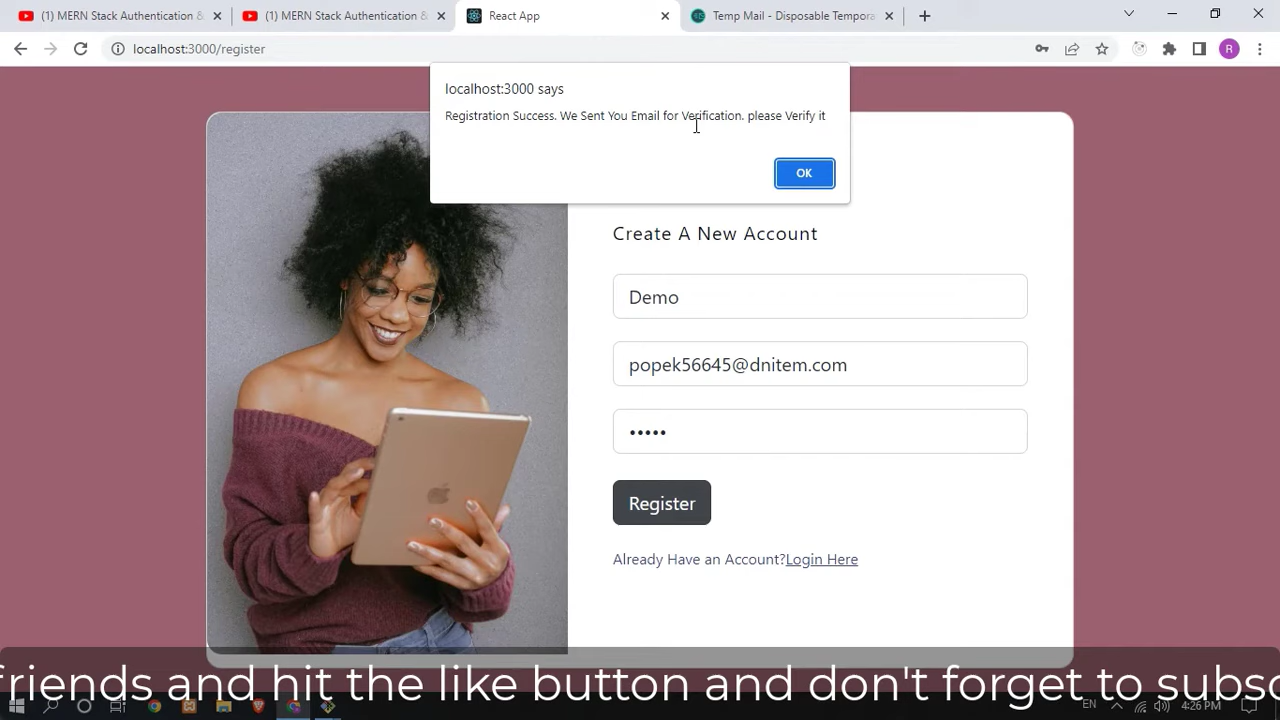 (1) MERN Stack Authentication &
(1) MERN Stack Authentication &
React App
Temp Mail - Disposable Tempora
localhost:3000/register
R
localhost:3000 says
Registration Success. We Sent You Email for Verification. please Verify it
OK
Create A New Account
Demo
popek56645@dnitem.com
•••••
Register
Already Have an Account?Login Here
friends and hit the like button and don't forget to subsc
EN
4:26 PM